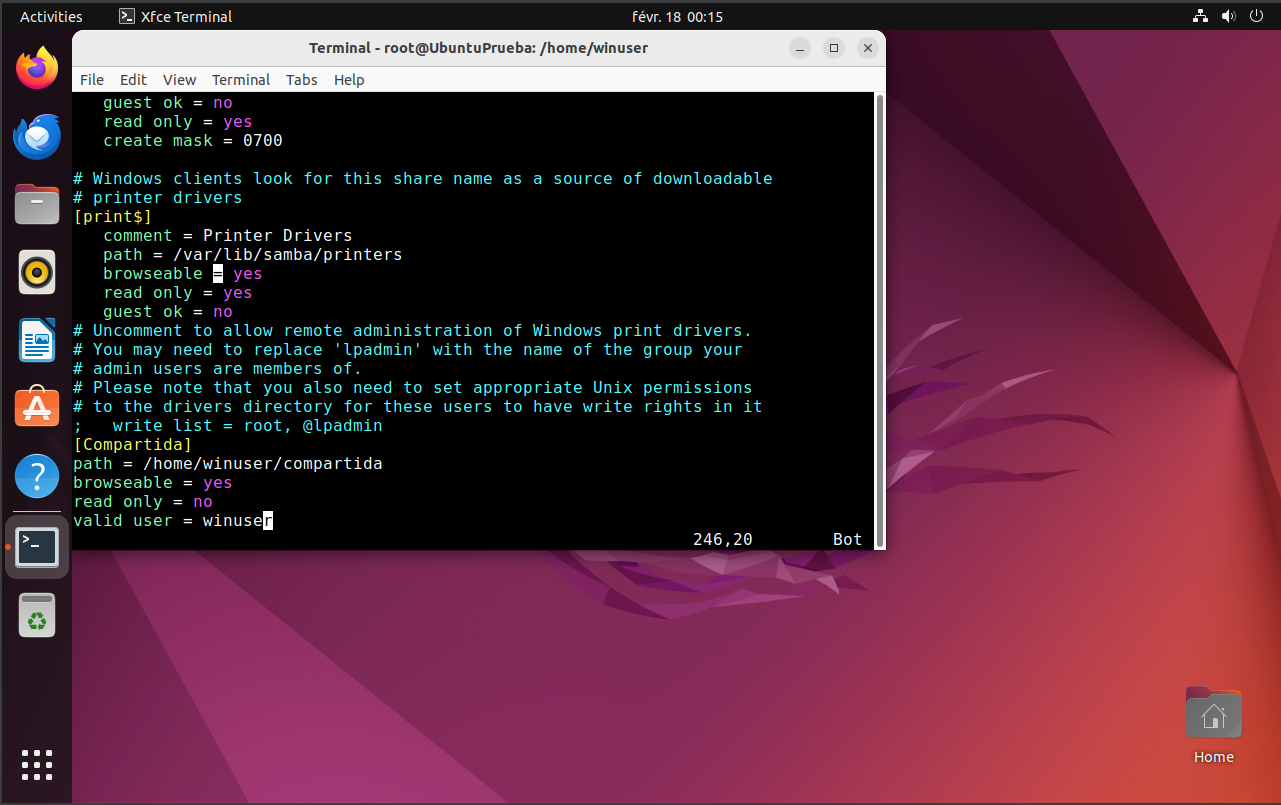 Activities
Xfce Terminal
févr. 18 00:15
Terminal - root@UbuntuPrueba: /home/winuser
File Edit View Terminal Tabs Help
guest ok = no
read only = yes
create mask = 0700
# Windows clients look for this share name as a source of downloadable
# printer drivers
[print$]
comment = Printer Drivers
path = /var/lib/samba/printers
browseable = yes
read only = yes
guest ok = no
# Uncomment to allow remote administration of Windows print drivers.
# You may need to replace 'lpadmin' with the name of the group your
# admin users are members of.
# Please note that you also need to set appropriate Unix permissions
# to the drivers directory for these users to have write rights in it
;   write list = root, @lpadmin
[Compartida]
path = /home/winuser/compartida
browseable = yes
read only = no
valid user = winuser
246,20 Bot
Home